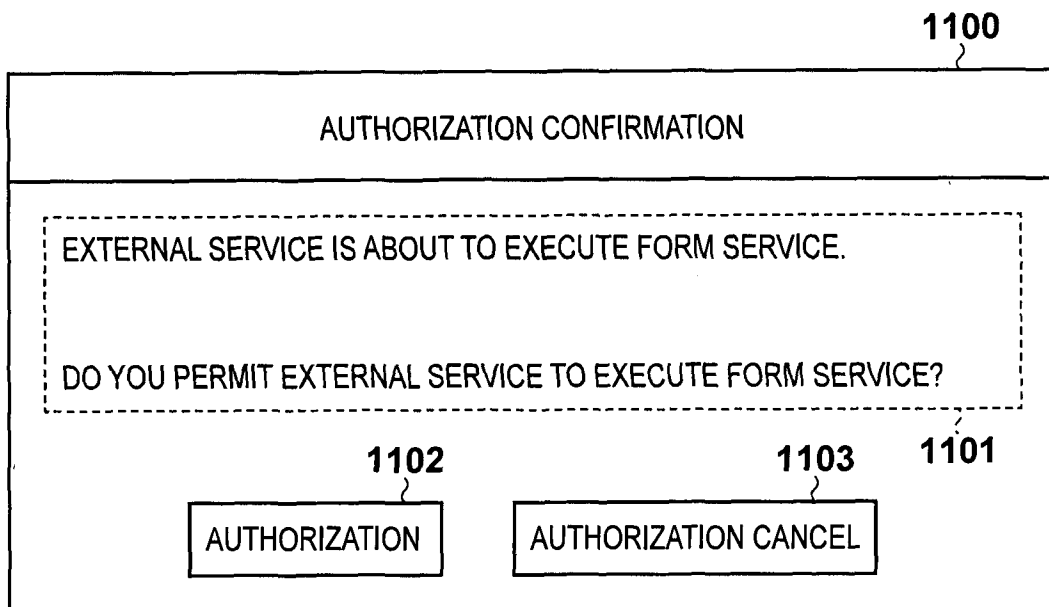 1100
AUTHORIZATION CONFIRMATION
EXTERNAL SERVICE IS ABOUT TO EXECUTE FORM SERVICE.
DO YOU PERMIT EXTERNAL SERVICE TO EXECUTE FORM SERVICE?
1101
1102
1103
AUTHORIZATION
AUTHORIZATION CANCEL